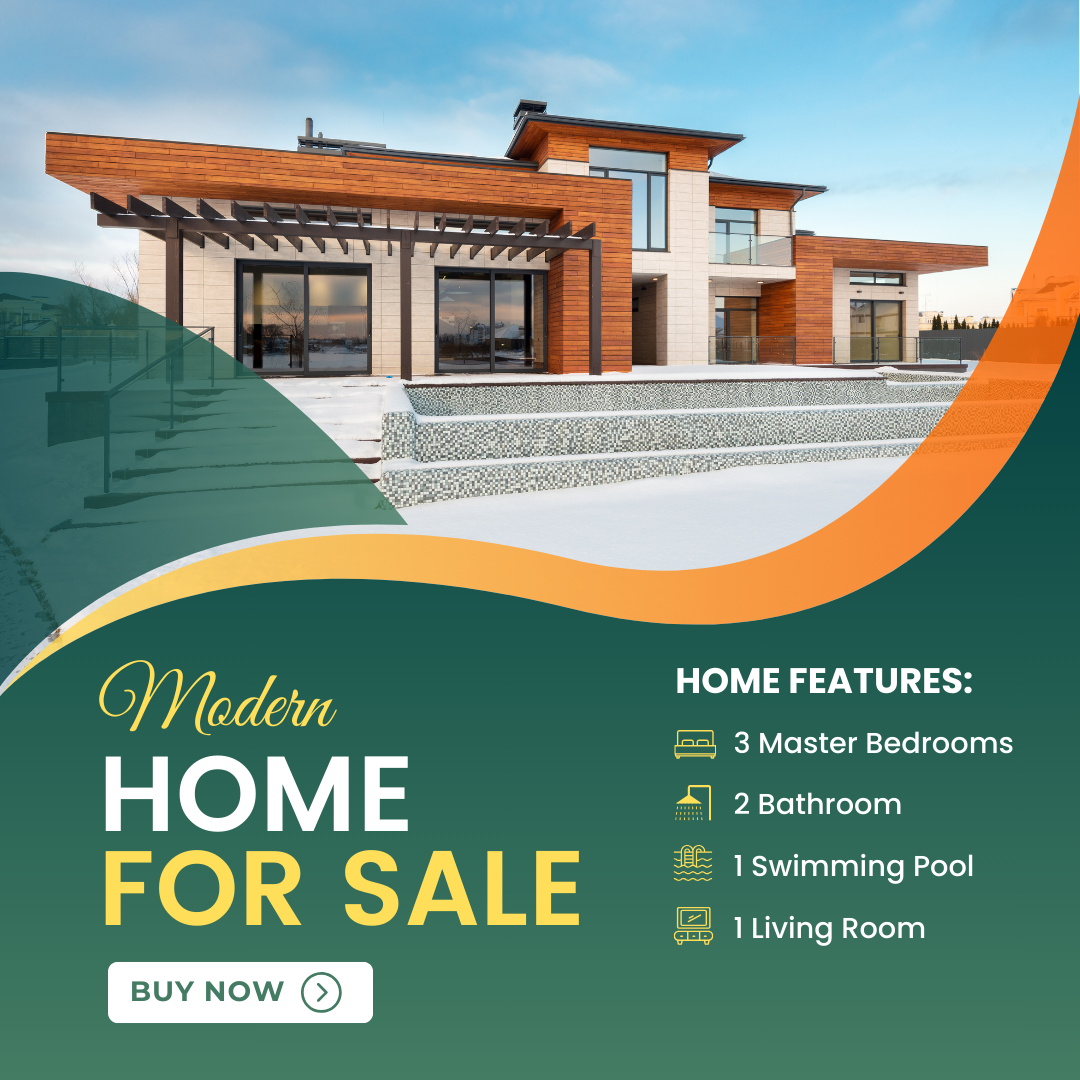 Modern
HOME
FOR SALE
BUY NOW
HOME FEATURES:
3 Master Bedrooms
2 Bathroom
1 Swimming Pool
1 Living Room